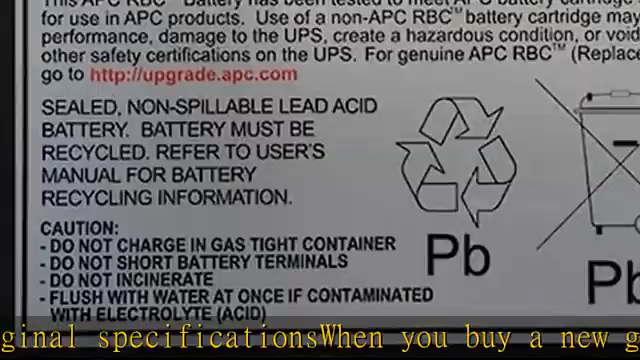 This APC RBC™ Battery has been tested to meet APC battery cartridge
for use in APC products. Use of a non-APC RBC™ battery cartridge may
performance, damage to the UPS, create a hazardous condition, or void
other safety certifications on the UPS. For genuine APC RBC™ (Replace
go to http://upgrade.apc.com
SEALED, NON-SPILLABLE LEAD ACID
BATTERY. BATTERY MUST BE
RECYCLED. REFER TO USER'S
MANUAL FOR BATTERY
RECYCLING INFORMATION.
Pb
Pb
CAUTION:
- DO NOT CHARGE IN GAS TIGHT CONTAINER
- DO NOT SHORT BATTERY TERMINALS
- DO NOT INCINERATE
- FLUSH WITH WATER AT ONCE IF CONTAMINATED
WITH ELECTROLYTE (ACID)
ginal specificationsWhen you buy a new g